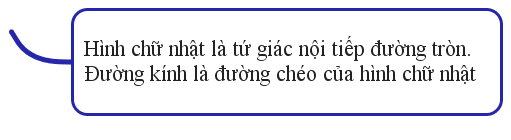 Hình chữ nhật là tứ giác nội tiếp đường tròn.
Đường kính là đường chéo của hình chữ nhật